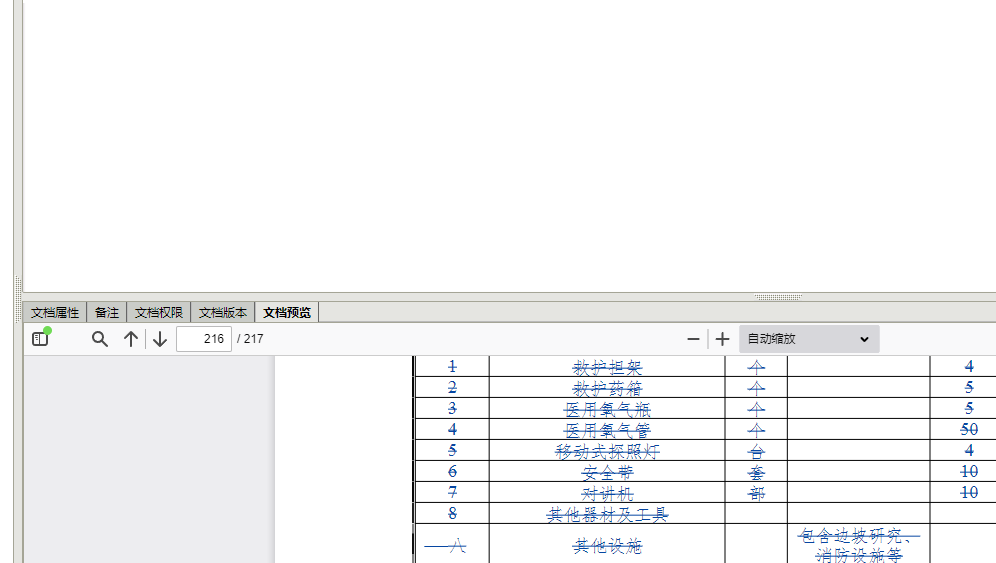 文档属性 备注 文档权限 文档版本 文档预览
216 / 217 自动缩放
1 救护担架 个 4
2 救护药箱 个 5
3 医用氧气瓶 个 5
4 医用氧气管 个 50
5 移动式探照灯 台 4
6 安全带 套 10
7 对讲机 部 10
8 其他器材及工具
八 其他设施 包含边坡研究、
消防设施等